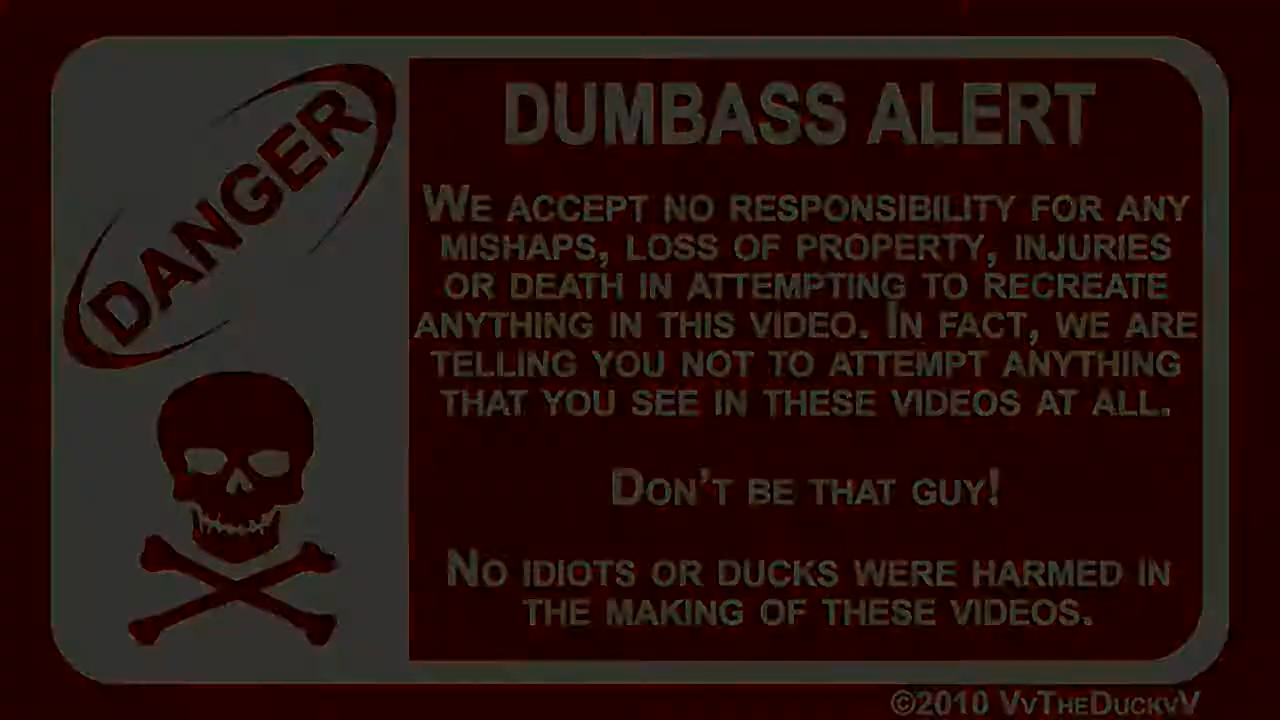 DANGER
DUMBASS ALERT
WE ACCEPT NO RESPONSIBILITY FOR ANY
MISHAPS, LOSS OF PROPERTY, INJURIES
OR DEATH IN ATTEMPTING TO RECREATE
ANYTHING IN THIS VIDEO. IN FACT, WE ARE
TELLING YOU NOT TO ATTEMPT ANYTHING
THAT YOU SEE IN THESE VIDEOS AT ALL.
DON'T BE THAT GUY!
NO IDIOTS OR DUCKS WERE HARMED IN
THE MAKING OF THESE VIDEOS.
©2010 VVTHEDUCKVV